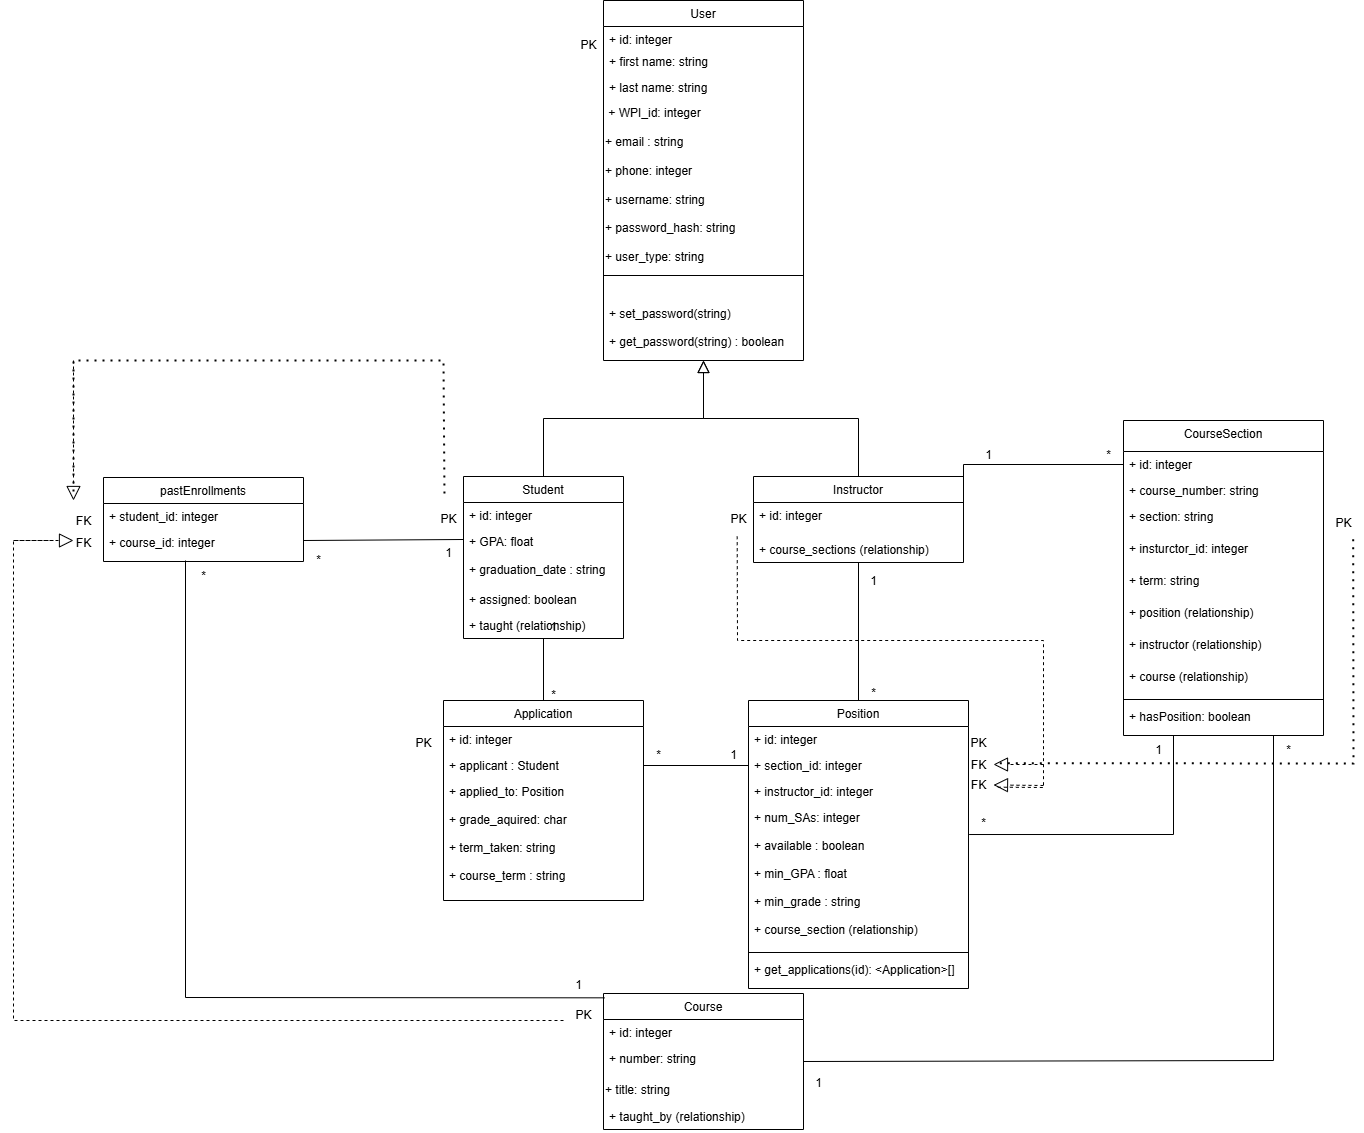 User
PK
+ id: integer
+ first name: string
+ last name: string
+ WPI_id: integer
+ email : string
+ phone: integer
+ username: string
+ password_hash: string
+ user_type: string
+ set_password(string)
+ get_password(string) : boolean
pastEnrollments
FK
+ student_id: integer
FK
+ course_id: integer
*
*
Student
PK
+ id: integer
1
+ GPA: float
+ graduation_date : string
+ assigned: boolean
+ taught (relationship)
1
*
Instructor
PK
+ id: integer
+ course_sections (relationship)
1
*
1
*
CourseSection
+ id: integer
+ course_number: string
+ section: string
PK
+ insturctor_id: integer
+ term: string
+ position (relationship)
+ instructor (relationship)
+ course (relationship)
+ hasPosition: boolean
1
*
Application
PK
+ id: integer
+ applicant : Student
+ applied_to: Position
+ grade_aquired: char
+ term_taken: string
+ course_term : string
*
1
Position
+ id: integer
PK
+ section_id: integer
FK
+ instructor_id: integer
FK
+ num_SAs: integer
*
+ available : boolean
+ min_GPA : float
+ min_grade : string
+ course_section (relationship)
+ get_applications(id): <Application>[]
1
Course
PK
+ id: integer
+ number: string
+ title: string
+ taught_by (relationship)
1